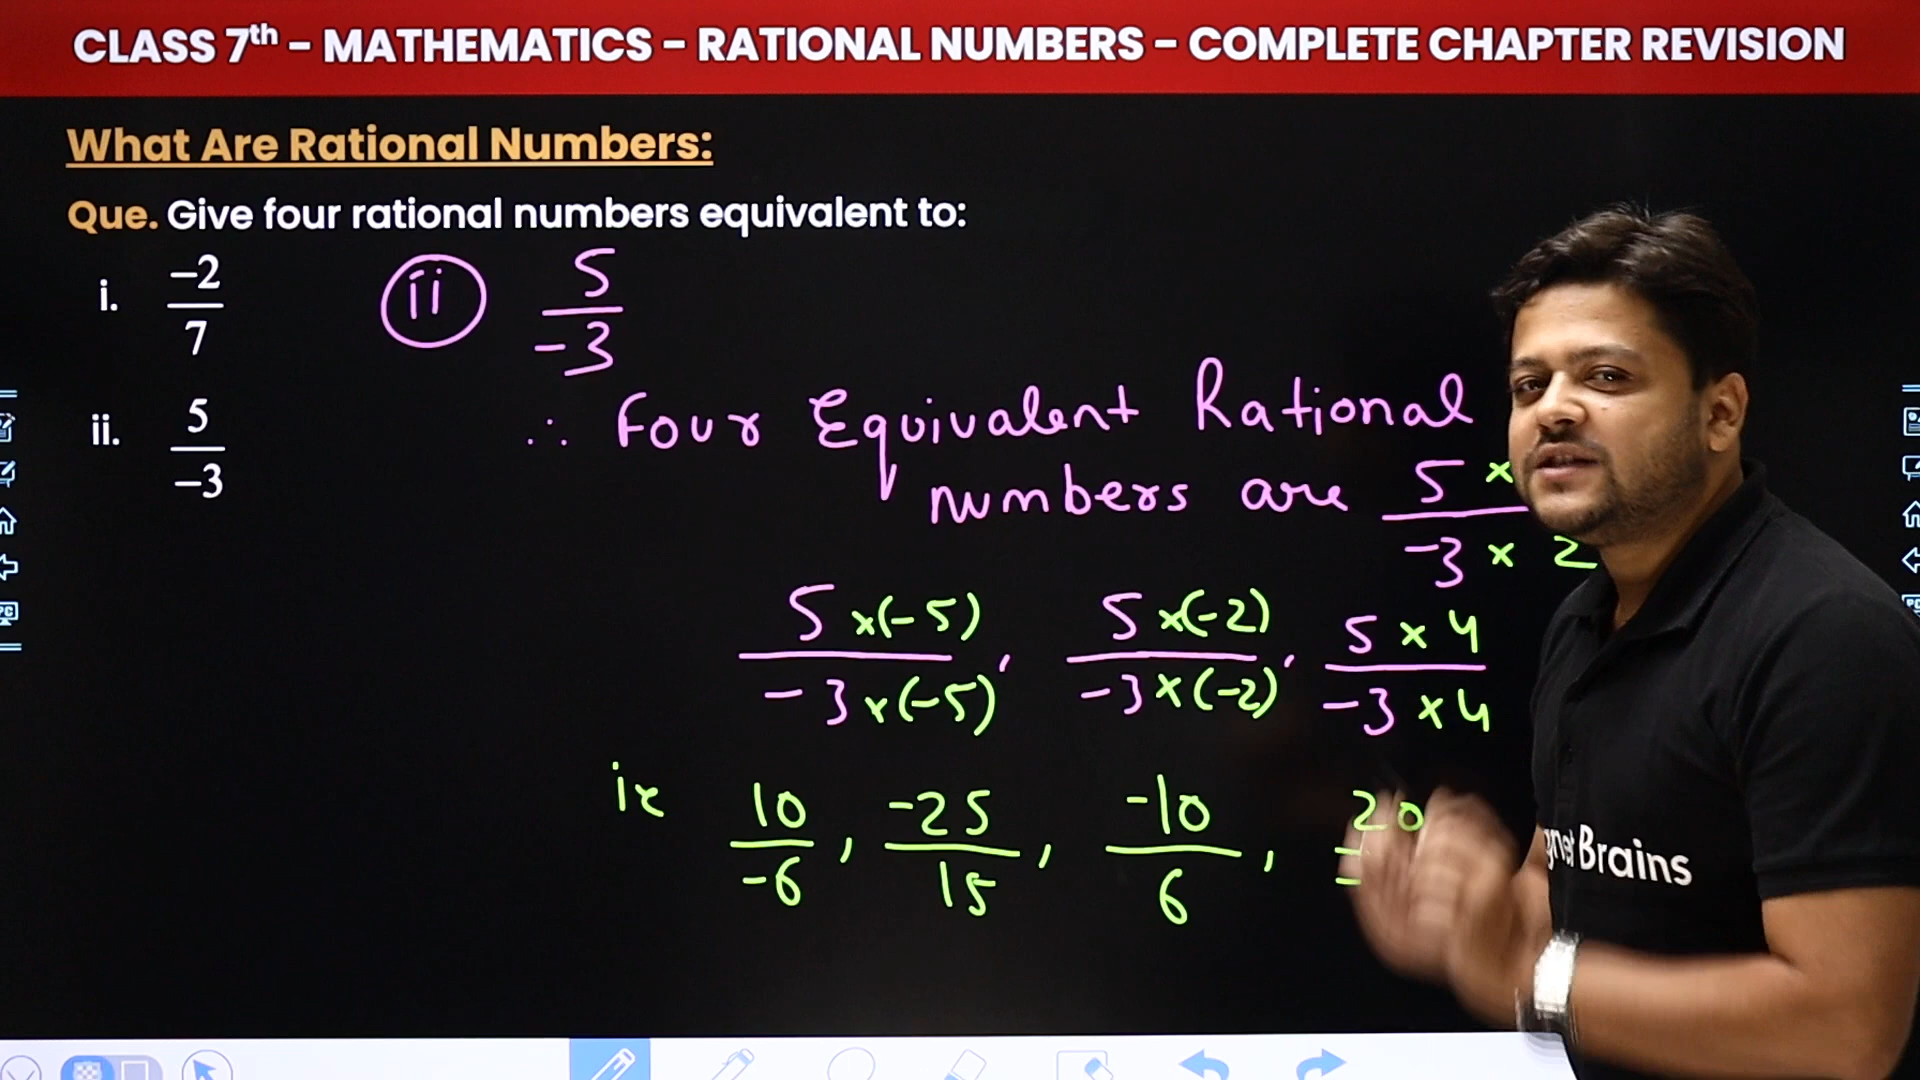 CLASS 7th – MATHEMATICS – RATIONAL NUMBERS – COMPLETE CHAPTER REVISION
What Are Rational Numbers:
Que. Give four rational numbers equivalent to:
i. -2/7
ii. 5/-3
ii 5/-3
∴ Four Equivalent Rational
numbers are 5 ×/-3 × 2
5 ×(-5)/-3 ×(-5), 5 ×(-2)/-3 ×(-2), 5 × 4/-3 × 4
ie 10/-6, -25/15, -10/6, 20/-
Brains